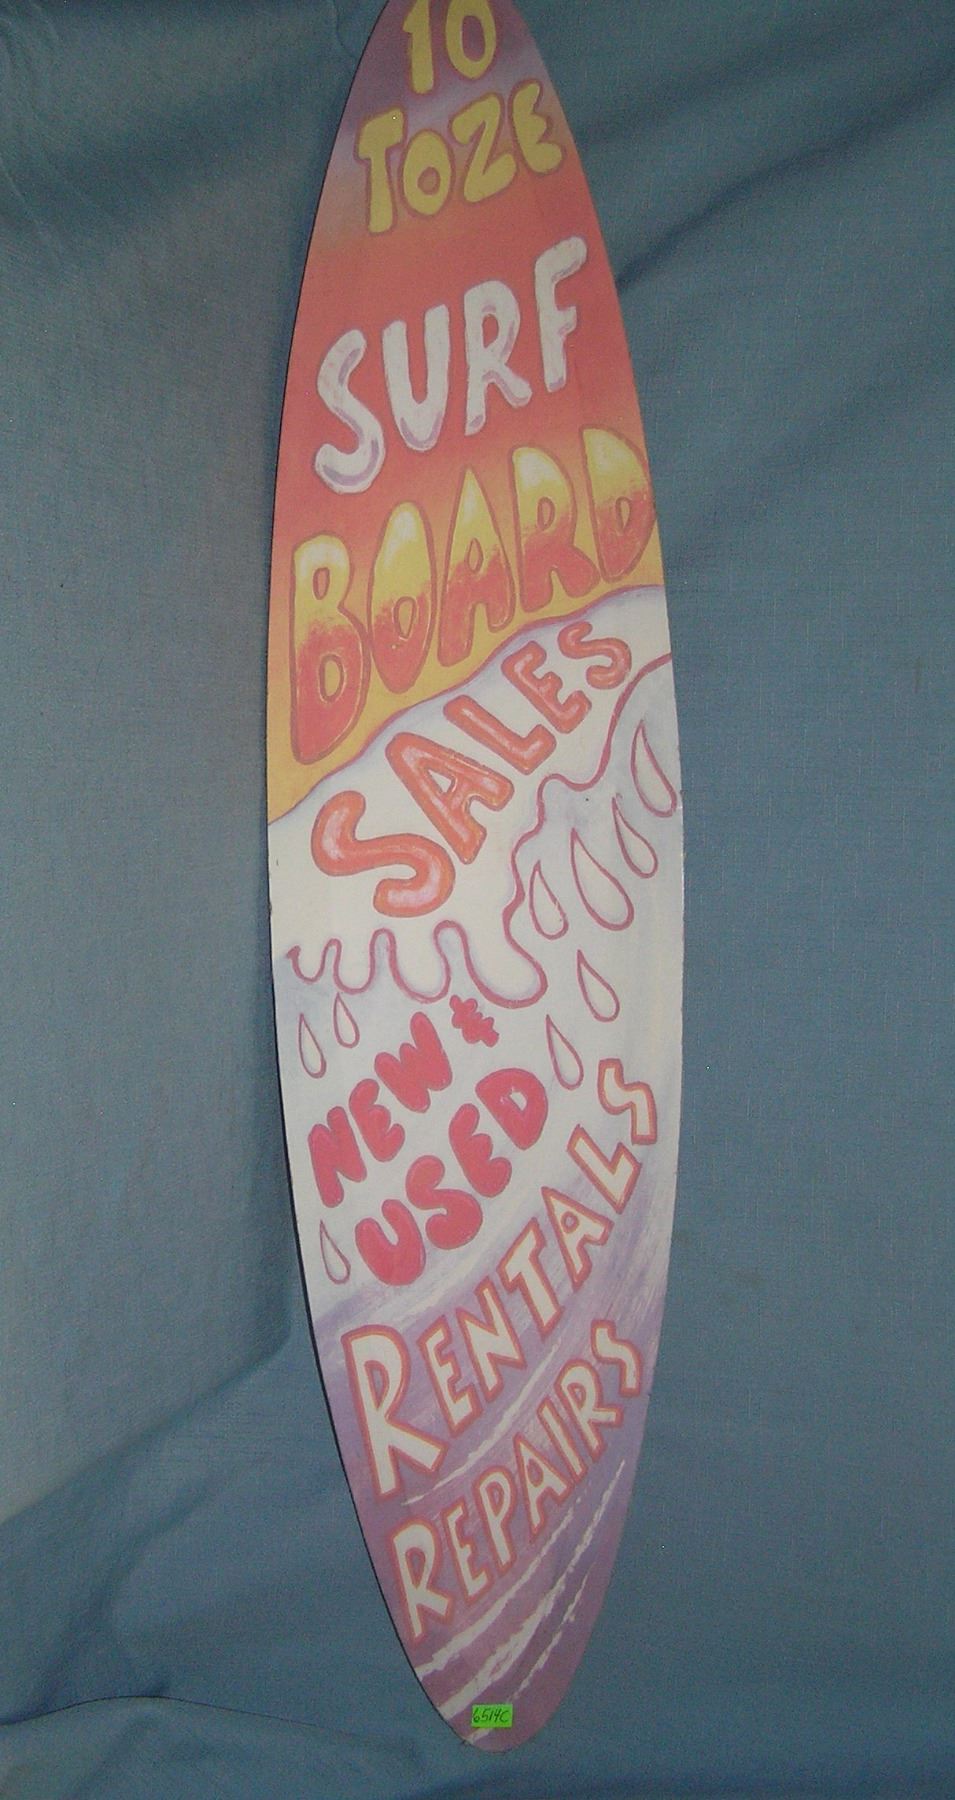 10
TOZE
SURF
BOARD
SALES
NEW &
USED
RENTALS
REPAIRS
6514C